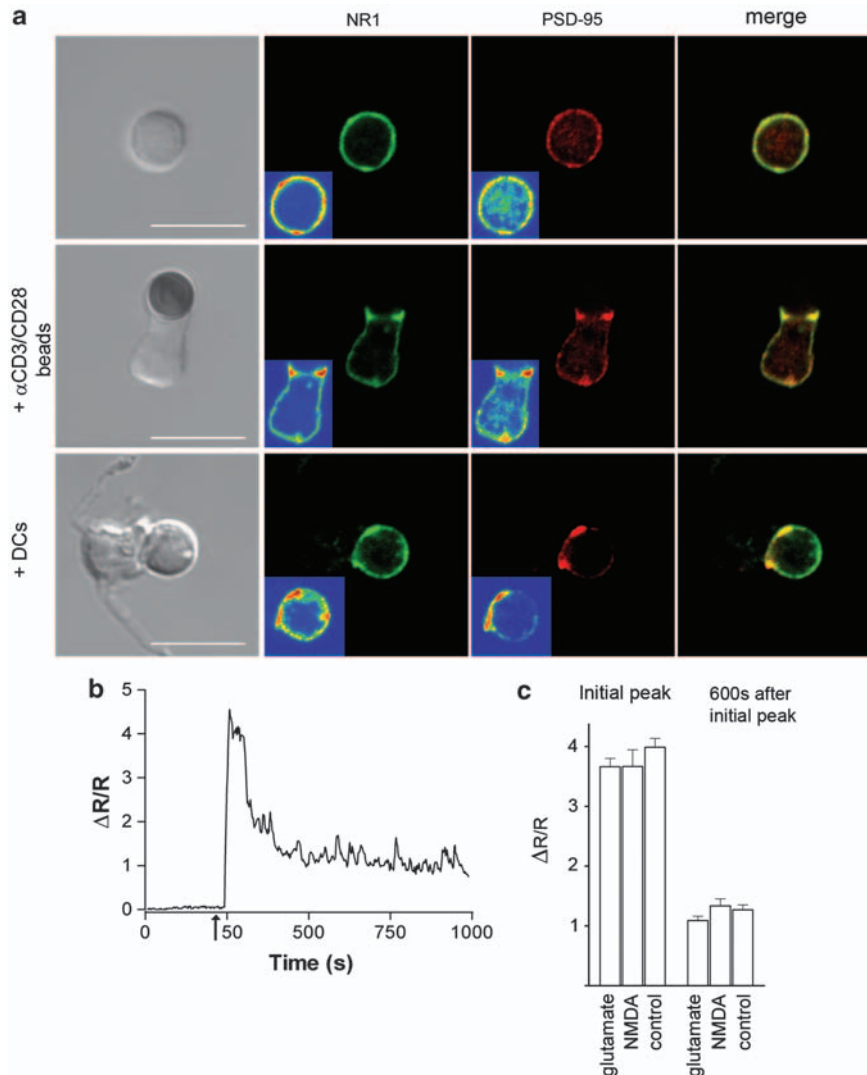 a
NR1 PSD-95 merge
+ αCD3/CD28
beads
+ DCs
b
5
4
3
2
1
0
ΔR/R
0 250 500 750 1000
Time (s)
c
Initial peak 600s after
initial peak
4
3
2
1
ΔR/R
glutamate
NMDA
control
glutamate
NMDA
control